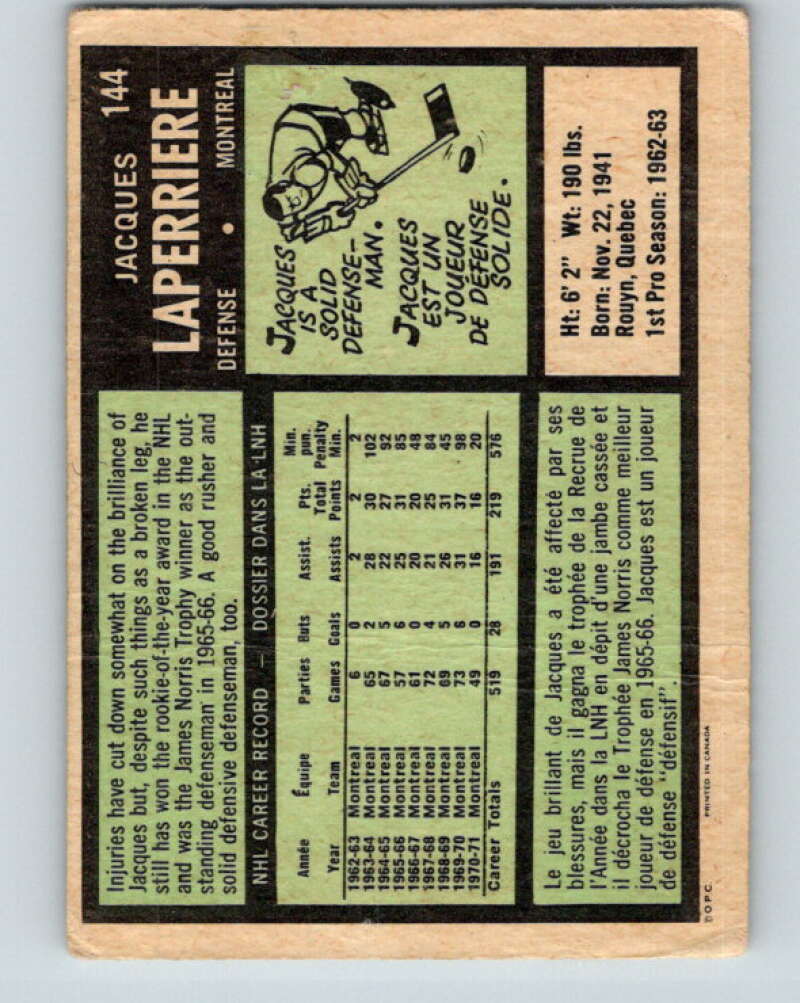 JACQUES 144
LAPERRIERE
DEFENSE • MONTREAL
Injuries have cut down somewhat on the brilliance of
Jacques but, despite such things as a broken leg, he
still has won the rookie-of-the-year award in the NHL
and was the James Norris Trophy winner as the out-
standing defenseman in 1965-66. A good rusher and
solid defensive defenseman, too.
JACQUES
IS A
SOLID
DEFENSE-
MAN.
JACQUES
EST UN
JOUEUR
DE DÉFENSE
SOLIDE.
NHL CAREER RECORD — DOSSIER DANS LA LNH
Année Équipe Parties Buts Assist. Pts. Min.
Year Team Games Goals Assists Total Points pun. Penalty Min.
1962-63 Montreal 6 0 2 2 2
1963-64 Montreal 65 2 28 30 102
1964-65 Montreal 67 5 22 27 92
1965-66 Montreal 57 6 25 31 85
1966-67 Montreal 61 0 20 20 48
1967-68 Montreal 72 4 21 25 84
1968-69 Montreal 69 5 26 31 45
1969-70 Montreal 73 6 31 37 98
1970-71 Montreal 49 0 16 16 20
Career Totals 519 28 191 219 576
Ht: 6' 2" Wt: 190 lbs.
Born: Nov. 22, 1941
Rouyn, Quebec
1st Pro Season: 1962-63
Le jeu brillant de Jacques a été affecté par ses
blessures, mais il gagna le trophée de la Recrue de
l'Année dans la LNH en dépit d'une jambe cassée et
il décrocha le Trophée James Norris comme meilleur
joueur de défense en 1965-66. Jacques est un joueur
de défense "défensif".
©O.P.C. PRINTED IN CANADA